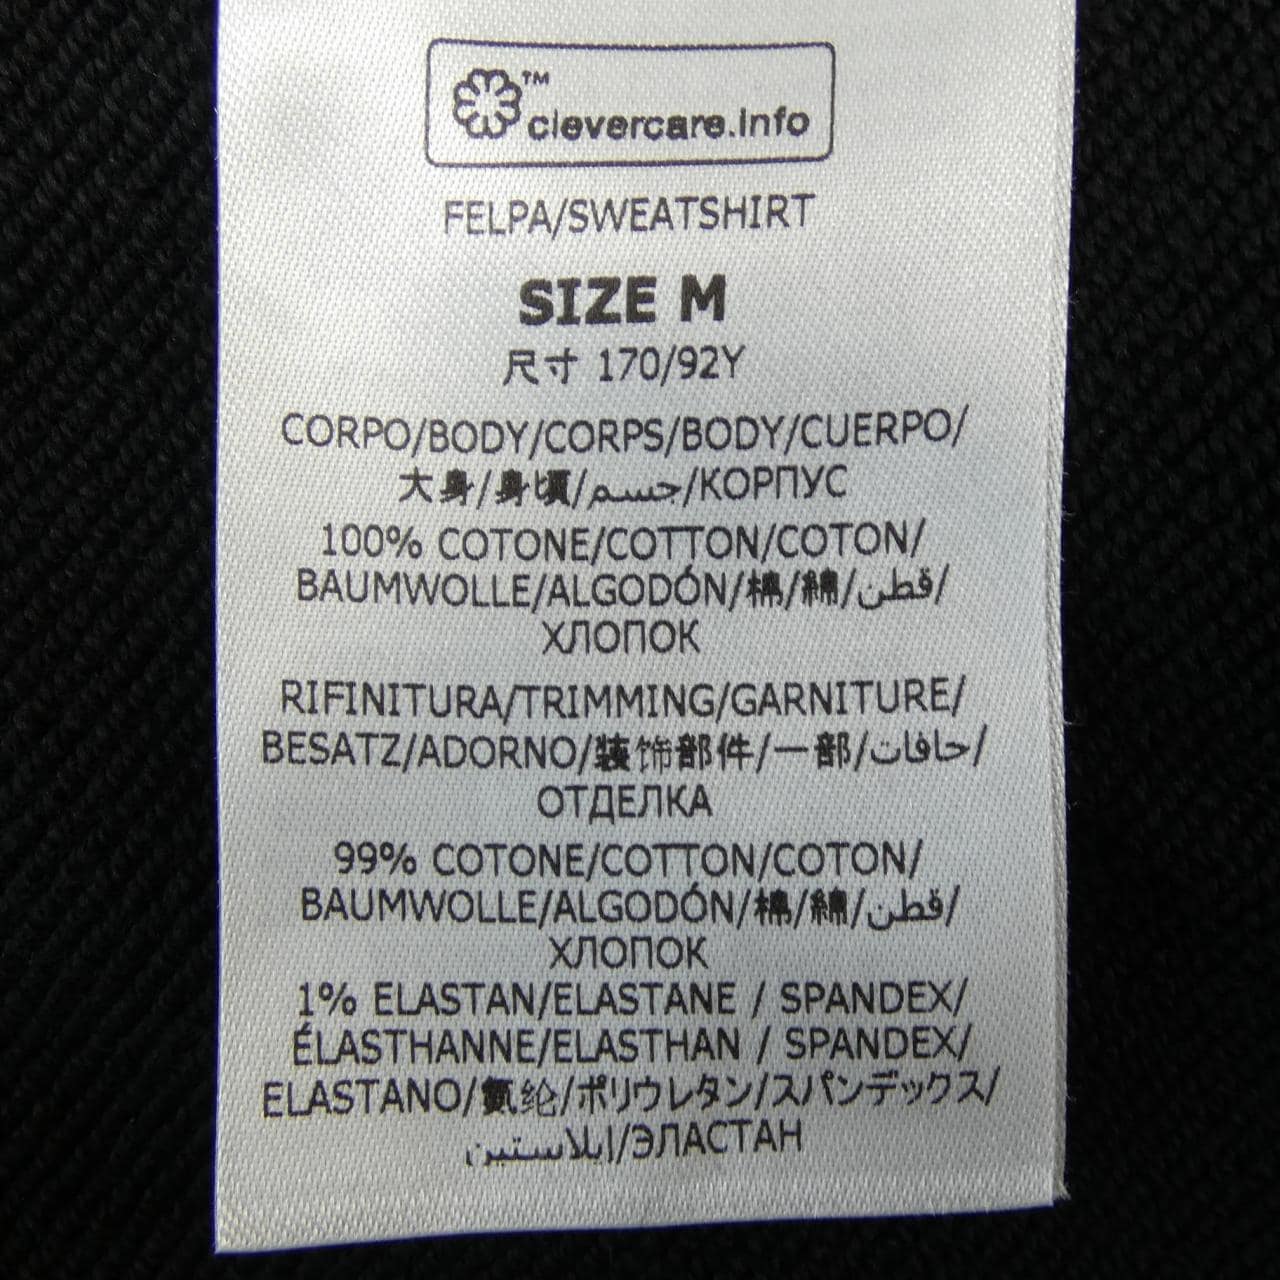 ™
clevercare.info
FELPA/SWEATSHIRT
SIZE M
尺寸 170/92Y
CORPO/BODY/CORPS/BODY/CUERPO/
大身/身頃/جسم/КОРПУС
100% COTONE/COTTON/COTON/
BAUMWOLLE/ALGODÓN/棉/綿/قطن/
ХЛОПОК
RIFINITURA/TRIMMING/GARNITURE/
BESATZ/ADORNO/装饰部件/一部/حافات/
ОТДЕЛКА
99% COTONE/COTTON/COTON/
BAUMWOLLE/ALGODÓN/棉/綿/قطن/
ХЛОПОК
1% ELASTAN/ELASTANE / SPANDEX/
ÉLASTHANNE/ELASTHAN / SPANDEX/
ELASTANO/氨纶/ポリウレタン/スパンデックス/
إيلاستين/ЭЛАСТАН